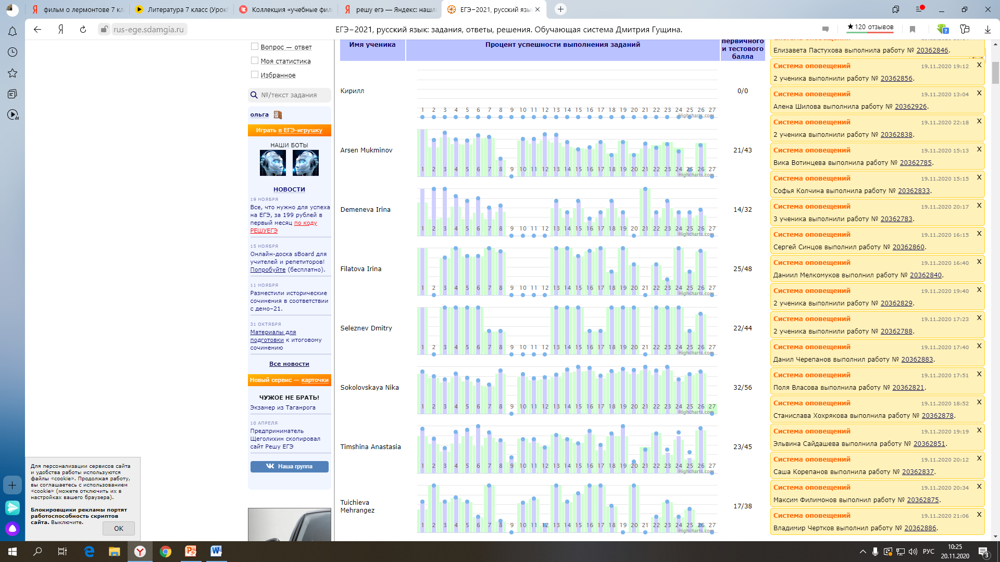 фильм о лермонтове 7 кл
Литература 7 класс (Урок
Коллекция «учебные фил
решу егэ — Яндекс: нашл
ЕГЭ–2021, русский язы
rus-ege.sdamgia.ru
ЕГЭ–2021, русский язык: задания, ответы, решения. Обучающая система Дмитрия Гущина.
★ 120 отзывов
Вопрос — ответ
Моя статистика
Избранное
№/текст задания
ольга
Играть в ЕГЭ-игрушку
НАШИ БОТЫ
НОВОСТИ
19 НОЯБРЯ
Все, что нужно для успеха
на ЕГЭ, за 199 рублей в
первый месяц по коду
РЕШУЕГЭ
15 НОЯБРЯ
Онлайн-доска sBoard для
учителей и репетиторов!
Попробуйте (бесплатно).
11 НОЯБРЯ
Разместили исторические
сочинения в соответствии
с демо–21.
31 ОКТЯБРЯ
Материалы для
подготовки к итоговому
сочинению
Все новости
Новый сервис — карточки
ЧУЖОЕ НЕ БРАТЬ!
Экзамер из Таганрога
10 АПРЕЛЯ
Предприниматель
Щеголихин скопировал
сайт Решу ЕГЭ
Наша группа
Для персонализации сервисов сайта
и удобства работы используются
файлы «cookie». Продолжая работу,
вы соглашаетесь с использованием
«cookie» (можете отключить их в
настройках вашего браузера).
Блокировщики рекламы портят
работоспособность скриптов
сайта. Выключите.
OK
Имя ученика
Процент успешности выполнения заданий
первичного
и тестового
балла
Кирилл
1 2 3 4 5 6 7 8 9 10 11 12 13 14 15 16 17 18 19 20 21 22 23 24 25 26 27
Highcharts.com
0/0
Arsen Mukminov
1 2 3 4 5 6 7 8 9 10 11 12 13 14 15 16 17 18 19 20 21 22 23 24 25 26 27
Highcharts.com
21/43
Demeneva Irina
1 2 3 4 5 6 7 8 9 10 11 12 13 14 15 16 17 18 19 20 21 22 23 24 25 26 27
Highcharts.com
14/32
Filatova Irina
1 2 3 4 5 6 7 8 9 10 11 12 13 14 15 16 17 18 19 20 21 22 23 24 25 26 27
Highcharts.com
25/48
Seleznev Dmitry
1 2 3 4 5 6 7 8 9 10 11 12 13 14 15 16 17 18 19 20 21 22 23 24 25 26 27
Highcharts.com
22/44
Sokolovskaya Nika
1 2 3 4 5 6 7 8 9 10 11 12 13 14 15 16 17 18 19 20 21 22 23 24 25 26 27
Highcharts.com
32/56
Timshina Anastasia
1 2 3 4 5 6 7 8 9 10 11 12 13 14 15 16 17 18 19 20 21 22 23 24 25 26 27
Highcharts.com
23/45
Tuichieva
Mehrangez
1 2 3 4 5 6 7 8 9 10 11 12 13 14 15 16 17 18 19 20 21 22 23 24 25 26 27
Highcharts.com
17/38
Елизавета Пастухова выполнила работу № 20362846.
Система оповещений 19.11.2020 19:12 X
2 ученика выполнили работу № 20362856.
Система оповещений 19.11.2020 13:04 X
Алена Шилова выполнила работу № 20362926.
Система оповещений 19.11.2020 22:18 X
2 ученика выполнили работу № 20362838.
Система оповещений 19.11.2020 15:13 X
Вика Вотинцева выполнила работу № 20362785.
Система оповещений 19.11.2020 15:15 X
Софья Колчина выполнила работу № 20362833.
Система оповещений 19.11.2020 20:17 X
3 ученика выполнили работу № 20362783.
Система оповещений 19.11.2020 16:15 X
Сергей Синцов выполнил работу № 20362860.
Система оповещений 19.11.2020 16:40 X
Даниил Мелкомуков выполнил работу № 20362840.
Система оповещений 19.11.2020 19:40 X
2 ученика выполнили работу № 20362829.
Система оповещений 19.11.2020 17:23 X
2 ученика выполнили работу № 20362788.
Система оповещений 19.11.2020 17:40 X
Данил Черепанов выполнил работу № 20362883.
Система оповещений 19.11.2020 17:51 X
Поля Власова выполнила работу № 20362821.
Система оповещений 19.11.2020 18:52 X
Станислава Хохрякова выполнила работу № 20362878.
Система оповещений 19.11.2020 19:19 X
Эльвина Сайдашева выполнила работу № 20362851.
Система оповещений 19.11.2020 20:12 X
Саша Корепанов выполнила работу № 20362837.
Система оповещений 19.11.2020 20:34 X
Максим Филимонов выполнил работу № 20362875.
Система оповещений 19.11.2020 21:06 X
Владимир Чертков выполнил работу № 20362886.
РУС
10:25
20.11.2020
3